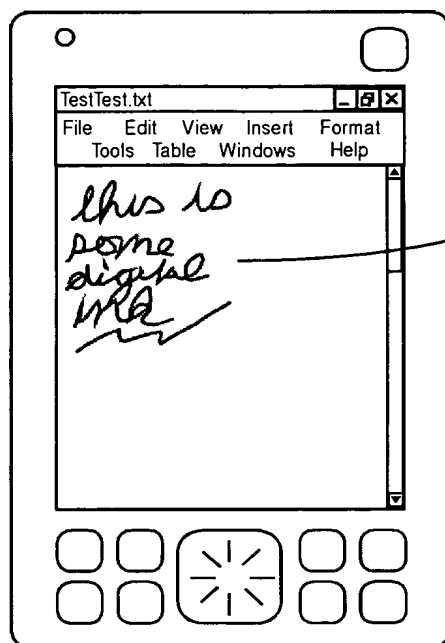 TestTest.txt
File Edit View Insert Format
Tools Table Windows Help
this is
some
digital
ink